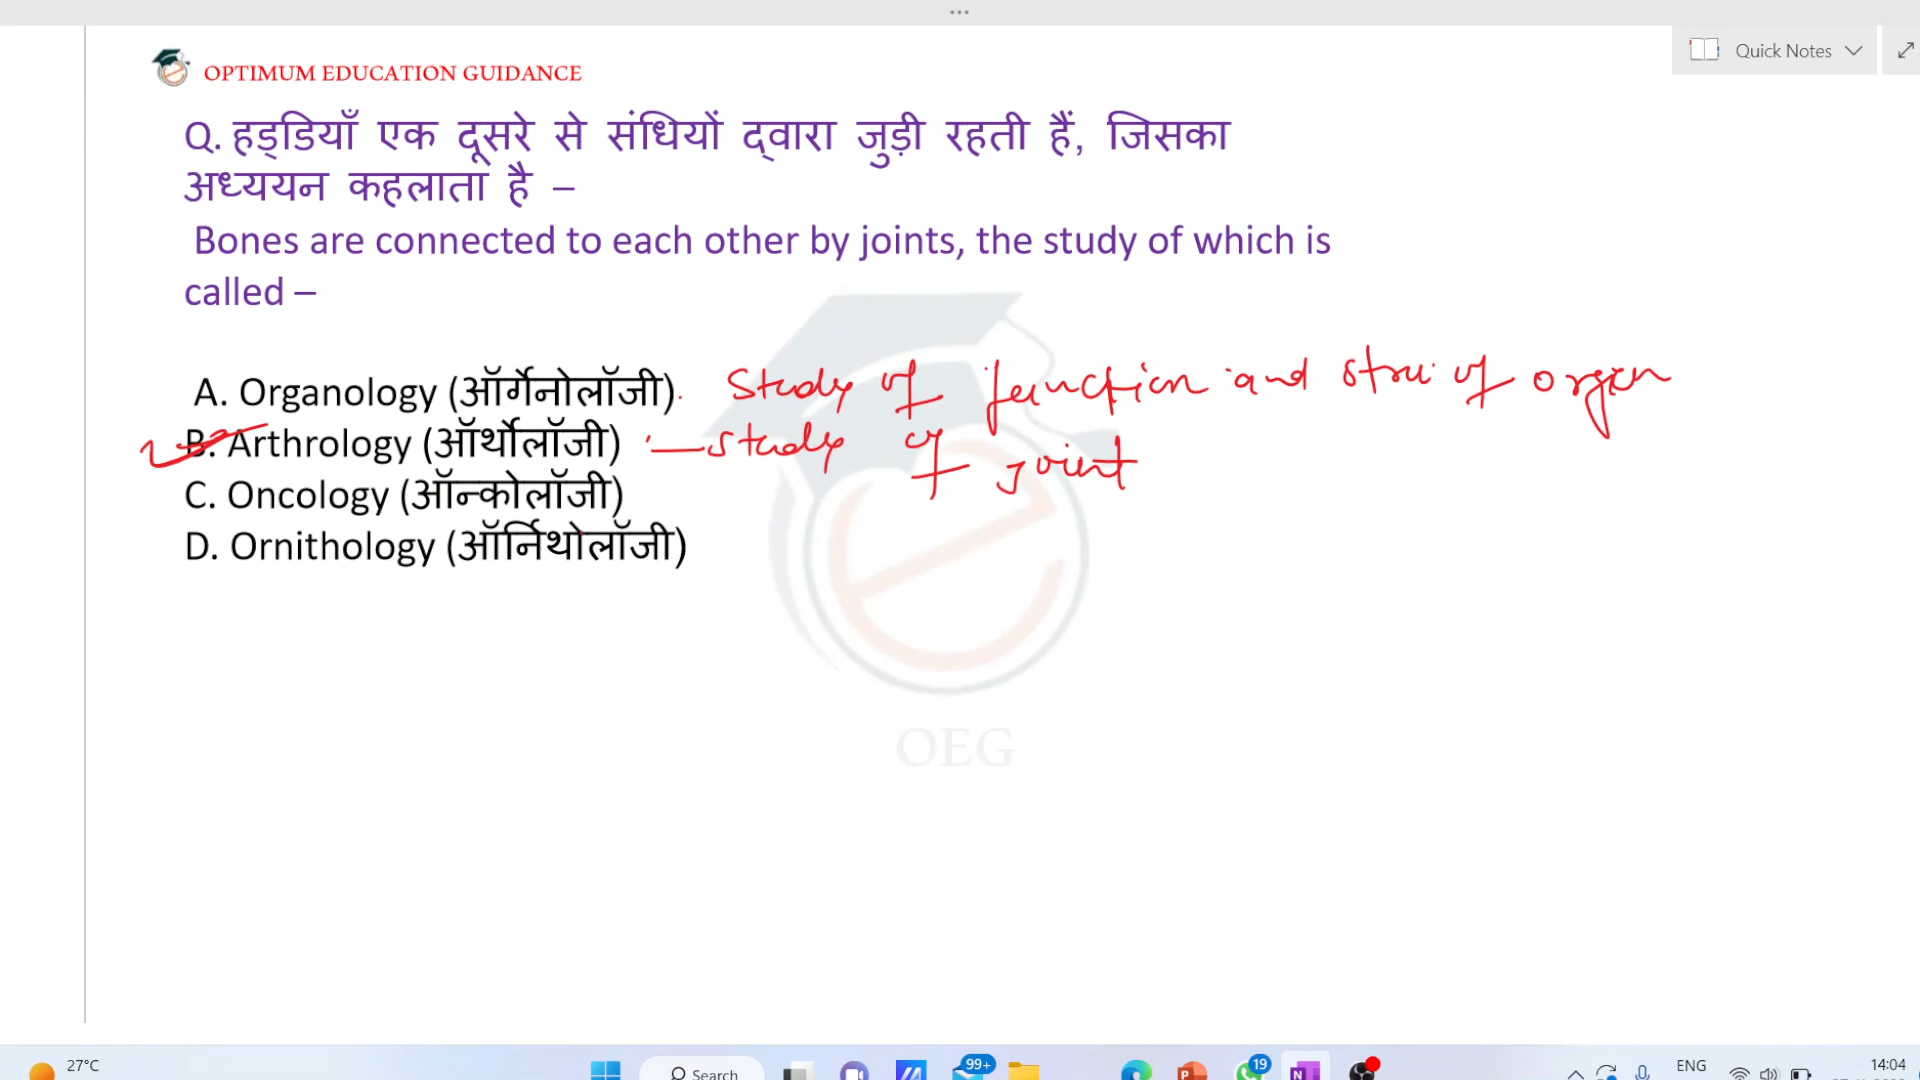 ...
Quick Notes
OPTIMUM EDUCATION GUIDANCE
Q. हड्डियाँ एक दूसरे से संधियों द्वारा जुड़ी रहती हैं, जिसका
अध्ययन कहलाता है –
Bones are connected to each other by joints, the study of which is
called –
A. Organology (ऑर्गेनोलॉजी). Study of function and stru. of organ
B. Arthrology (ऑर्थोलॉजी) — study of joint
C. Oncology (ऑन्कोलॉजी)
D. Ornithology (ऑर्निथोलॉजी)
OEG
27°C
Search
99+
19
ENG
14:04